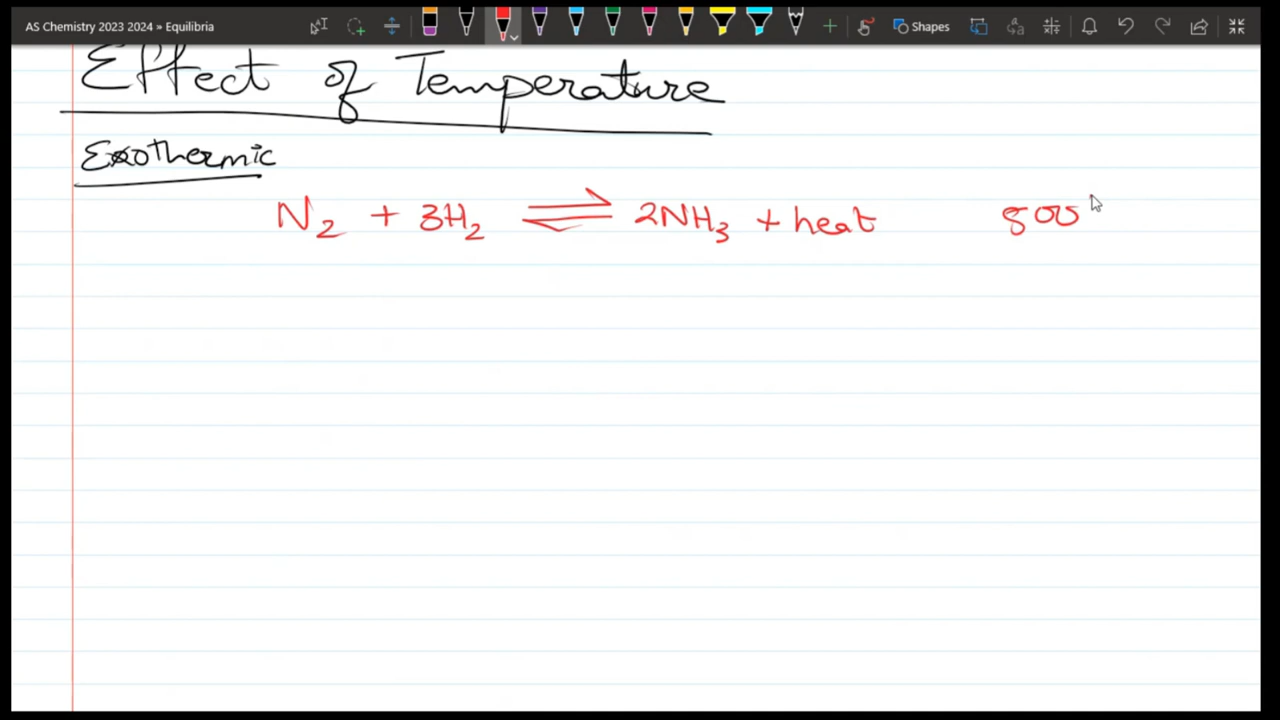 AS Chemistry 2023 2024 » Equilibria
Shapes
Effect of Temperature
Exothermic
N₂ + 3H₂ ⇌ 2NH₃ + heat 800